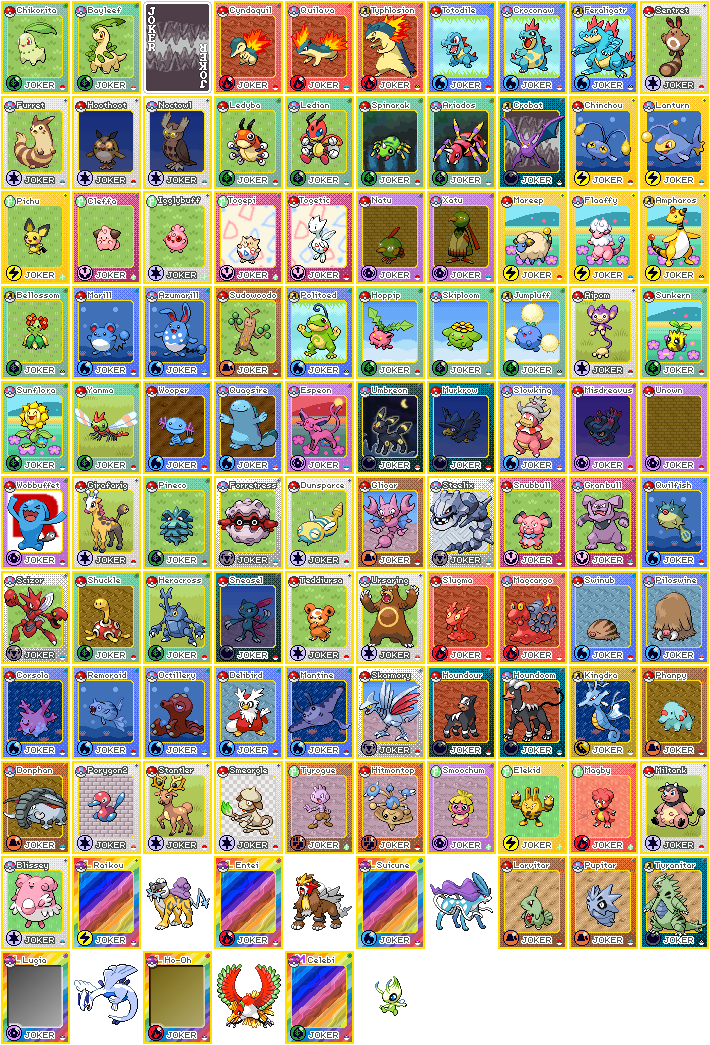 Chikorita Bayleef JOKER Cyndaquil Quilava Typhlosion Totodile Croconaw Feraligatr Sentret
JOKER JOKER JOKER JOKER JOKER JOKER JOKER JOKER JOKER JOKER
Furret Hoothoot Noctowl Ledyba Ledian Spinarak Ariados Crobat Chinchou Lanturn
JOKER JOKER JOKER JOKER JOKER JOKER JOKER JOKER JOKER JOKER
Pichu Cleffa Igglybuff Togepi Togetic Natu Xatu Mareep Flaaffy Ampharos
JOKER JOKER JOKER JOKER JOKER JOKER JOKER JOKER JOKER JOKER
Bellossom Marill Azumarill Sudowoodo Politoed Hoppip Skiploom Jumpluff Aipom Sunkern
JOKER JOKER JOKER JOKER JOKER JOKER JOKER JOKER JOKER JOKER
Sunflora Yanma Wooper Quagsire Espeon Umbreon Murkrow Slowking Misdreavus Unown
JOKER JOKER JOKER JOKER JOKER JOKER JOKER JOKER JOKER JOKER
Wobbuffet Girafarig Pineco Forretress Dunsparce Gligar Steelix Snubbull Granbull Qwilfish
JOKER JOKER JOKER JOKER JOKER JOKER JOKER JOKER JOKER JOKER
Scizor Shuckle Heracross Sneasel Teddiursa Ursaring Slugma Magcargo Swinub Piloswine
JOKER JOKER JOKER JOKER JOKER JOKER JOKER JOKER JOKER JOKER
Corsola Remoraid Octillery Delibird Mantine Skarmory Houndour Houndoom Kingdra Phanpy
JOKER JOKER JOKER JOKER JOKER JOKER JOKER JOKER JOKER JOKER
Donphan Porygon2 Stantler Smeargle Tyrogue Hitmontop Smoochum Elekid Magby Miltank
JOKER JOKER JOKER JOKER JOKER JOKER JOKER JOKER JOKER JOKER
Blissey Raikou Entei Suicune Larvitar Pupitar Tyranitar
JOKER JOKER JOKER JOKER JOKER JOKER JOKER
Lugia Ho-Oh Celebi
JOKER JOKER JOKER